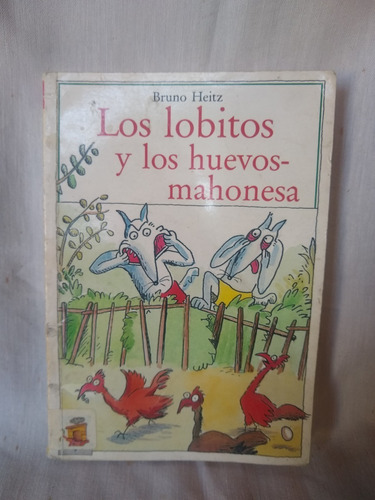 Bruno Heitz
Los lobitos
y los huevos-
mahonesa